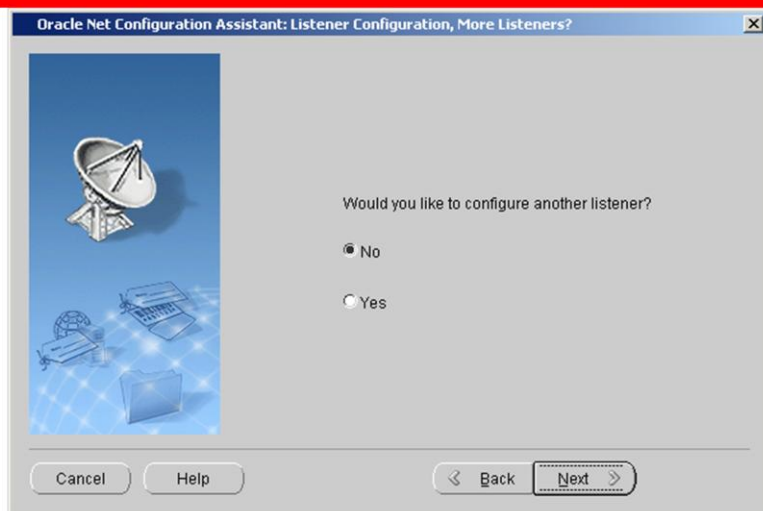 Oracle Net Configuration Assistant: Listener Configuration, More Listeners?
Would you like to configure another listener?
No
Yes
Cancel
Help
Back
Next